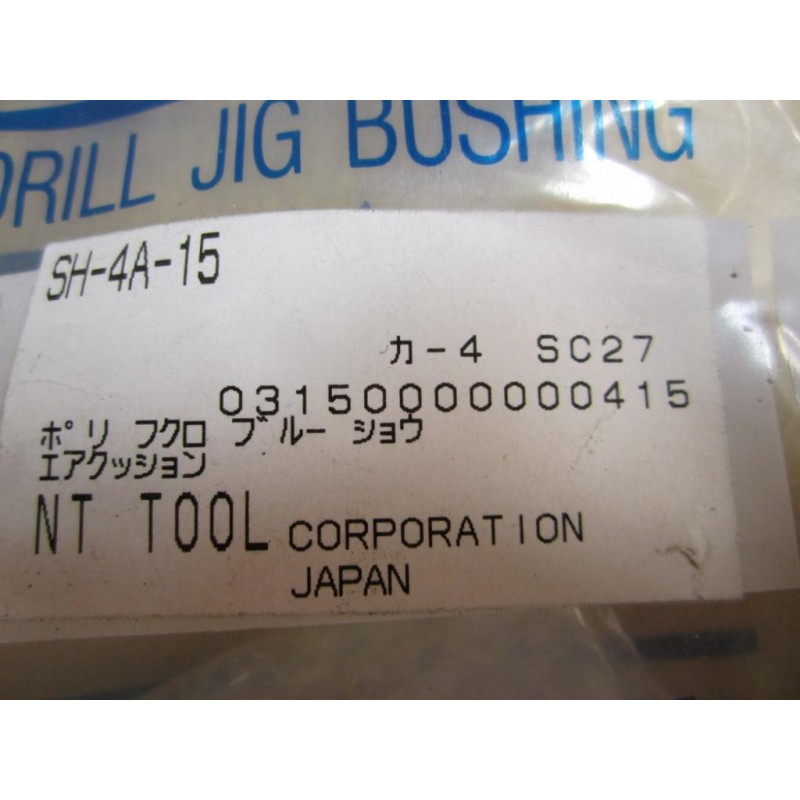 DRILL JIG BUSHING
SH-4A-15
カ-4 SC27
03150000000415
ポリ フクロ ブルー ショウ
エアクッション
NT TOOL CORPORATION
JAPAN